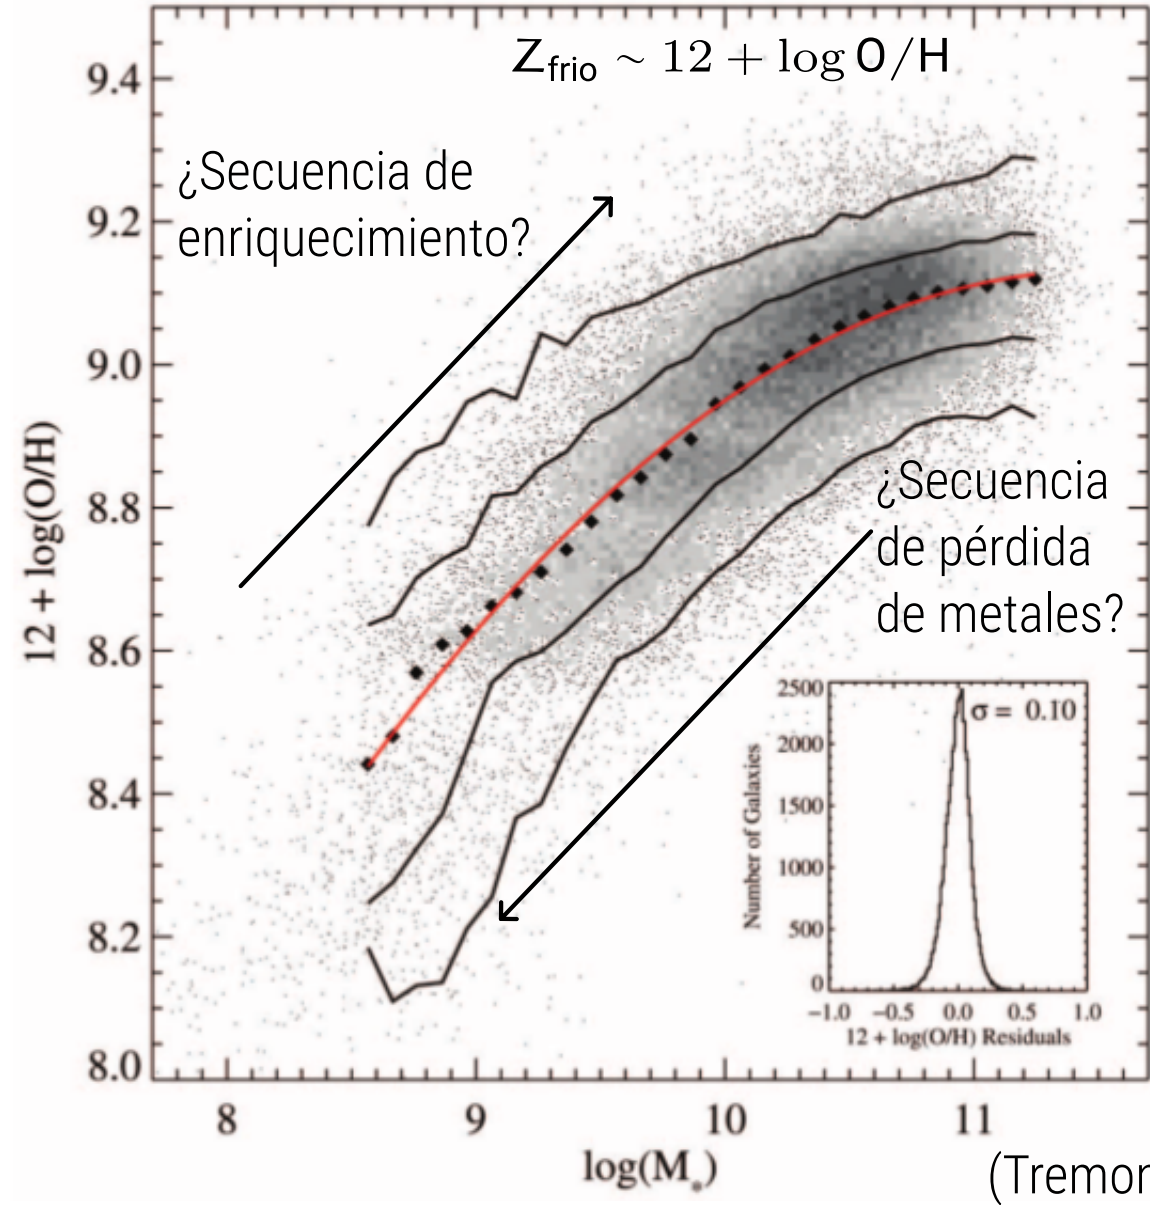 Z_frio ~ 12 + log O/H
¿Secuencia de
enriquecimiento?
¿Secuencia
de pérdida
de metales?
12 + log(O/H)
9.4
9.2
9.0
8.8
8.6
8.4
8.2
8.0
8
9
10
11
log(M*)
Number of Galaxies
2500
2000
1500
1000
500
0
σ = 0.10
−1.0
−0.5
0.0
0.5
1.0
12 + log(O/H) Residuals
(Tremor